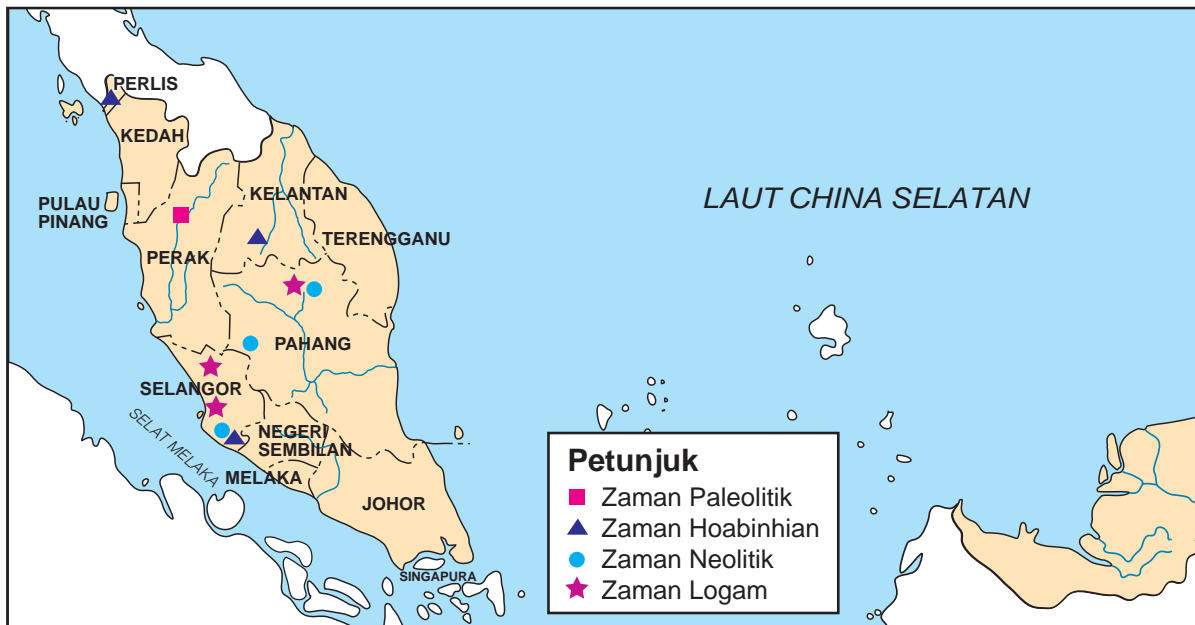 PERLIS
KEDAH
PULAU
PINANG
KELANTAN
TERENGGANU
PERAK
LAUT CHINA SELATAN
PAHANG
SELANGOR
SELAT MELAKA
NEGERI
SEMBILAN
MELAKA
JOHOR
SINGAPURA
Petunjuk
Zaman Paleolitik
Zaman Hoabinhian
Zaman Neolitik
Zaman Logam